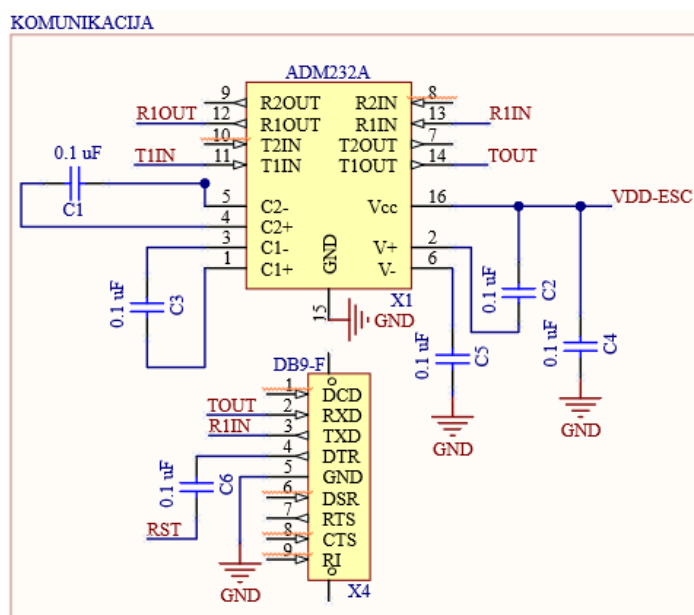 KOMUNIKACIJA
ADM232A
9 R2OUT R2IN 8
R1OUT 12 R1OUT R1IN 13 R1IN
10 T2IN T2OUT 7
T1IN 11 T1IN T1OUT 14 TOUT
0.1 uF
C1
5 C2- Vcc 16 VDD-ESC
4 C2+
3 C1- V+ 2
1 C1+ V- 6
GND
15
X1
GND
0.1 uF C3
0.1 uF C2
0.1 uF C5
0.1 uF C4
GND
GND
DB9-F
1 DCD
TOUT 2 RXD
R1IN 3 TXD
4 DTR
5 GND
6 DSR
7 RTS
8 CTS
9 RI
0.1 uF C6
RST
GND
X4